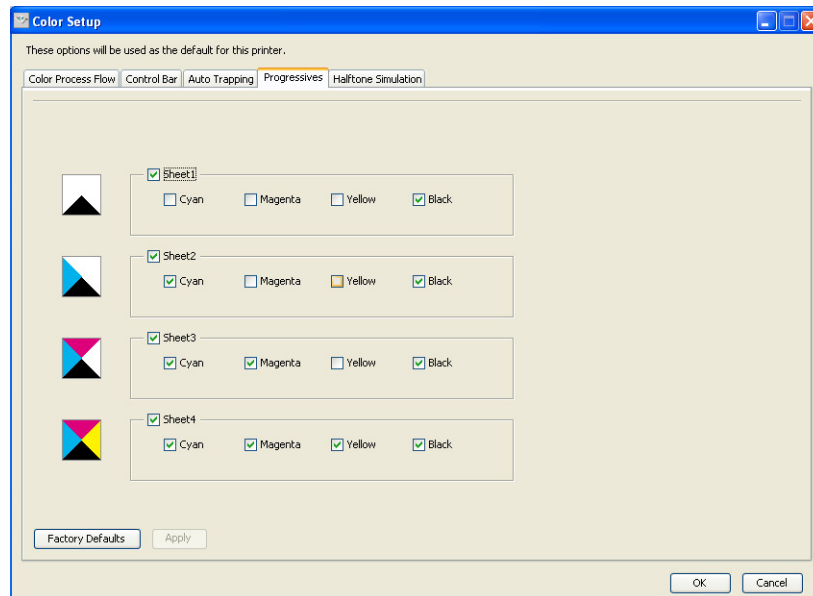 Color Setup
These options will be used as the default for this printer.
Color Process Flow Control Bar Auto Trapping Progressives Halftone Simulation
Sheet1
Cyan Magenta Yellow Black
Sheet2
Cyan Magenta Yellow Black
Sheet3
Cyan Magenta Yellow Black
Sheet4
Cyan Magenta Yellow Black
Factory Defaults Apply
OK Cancel